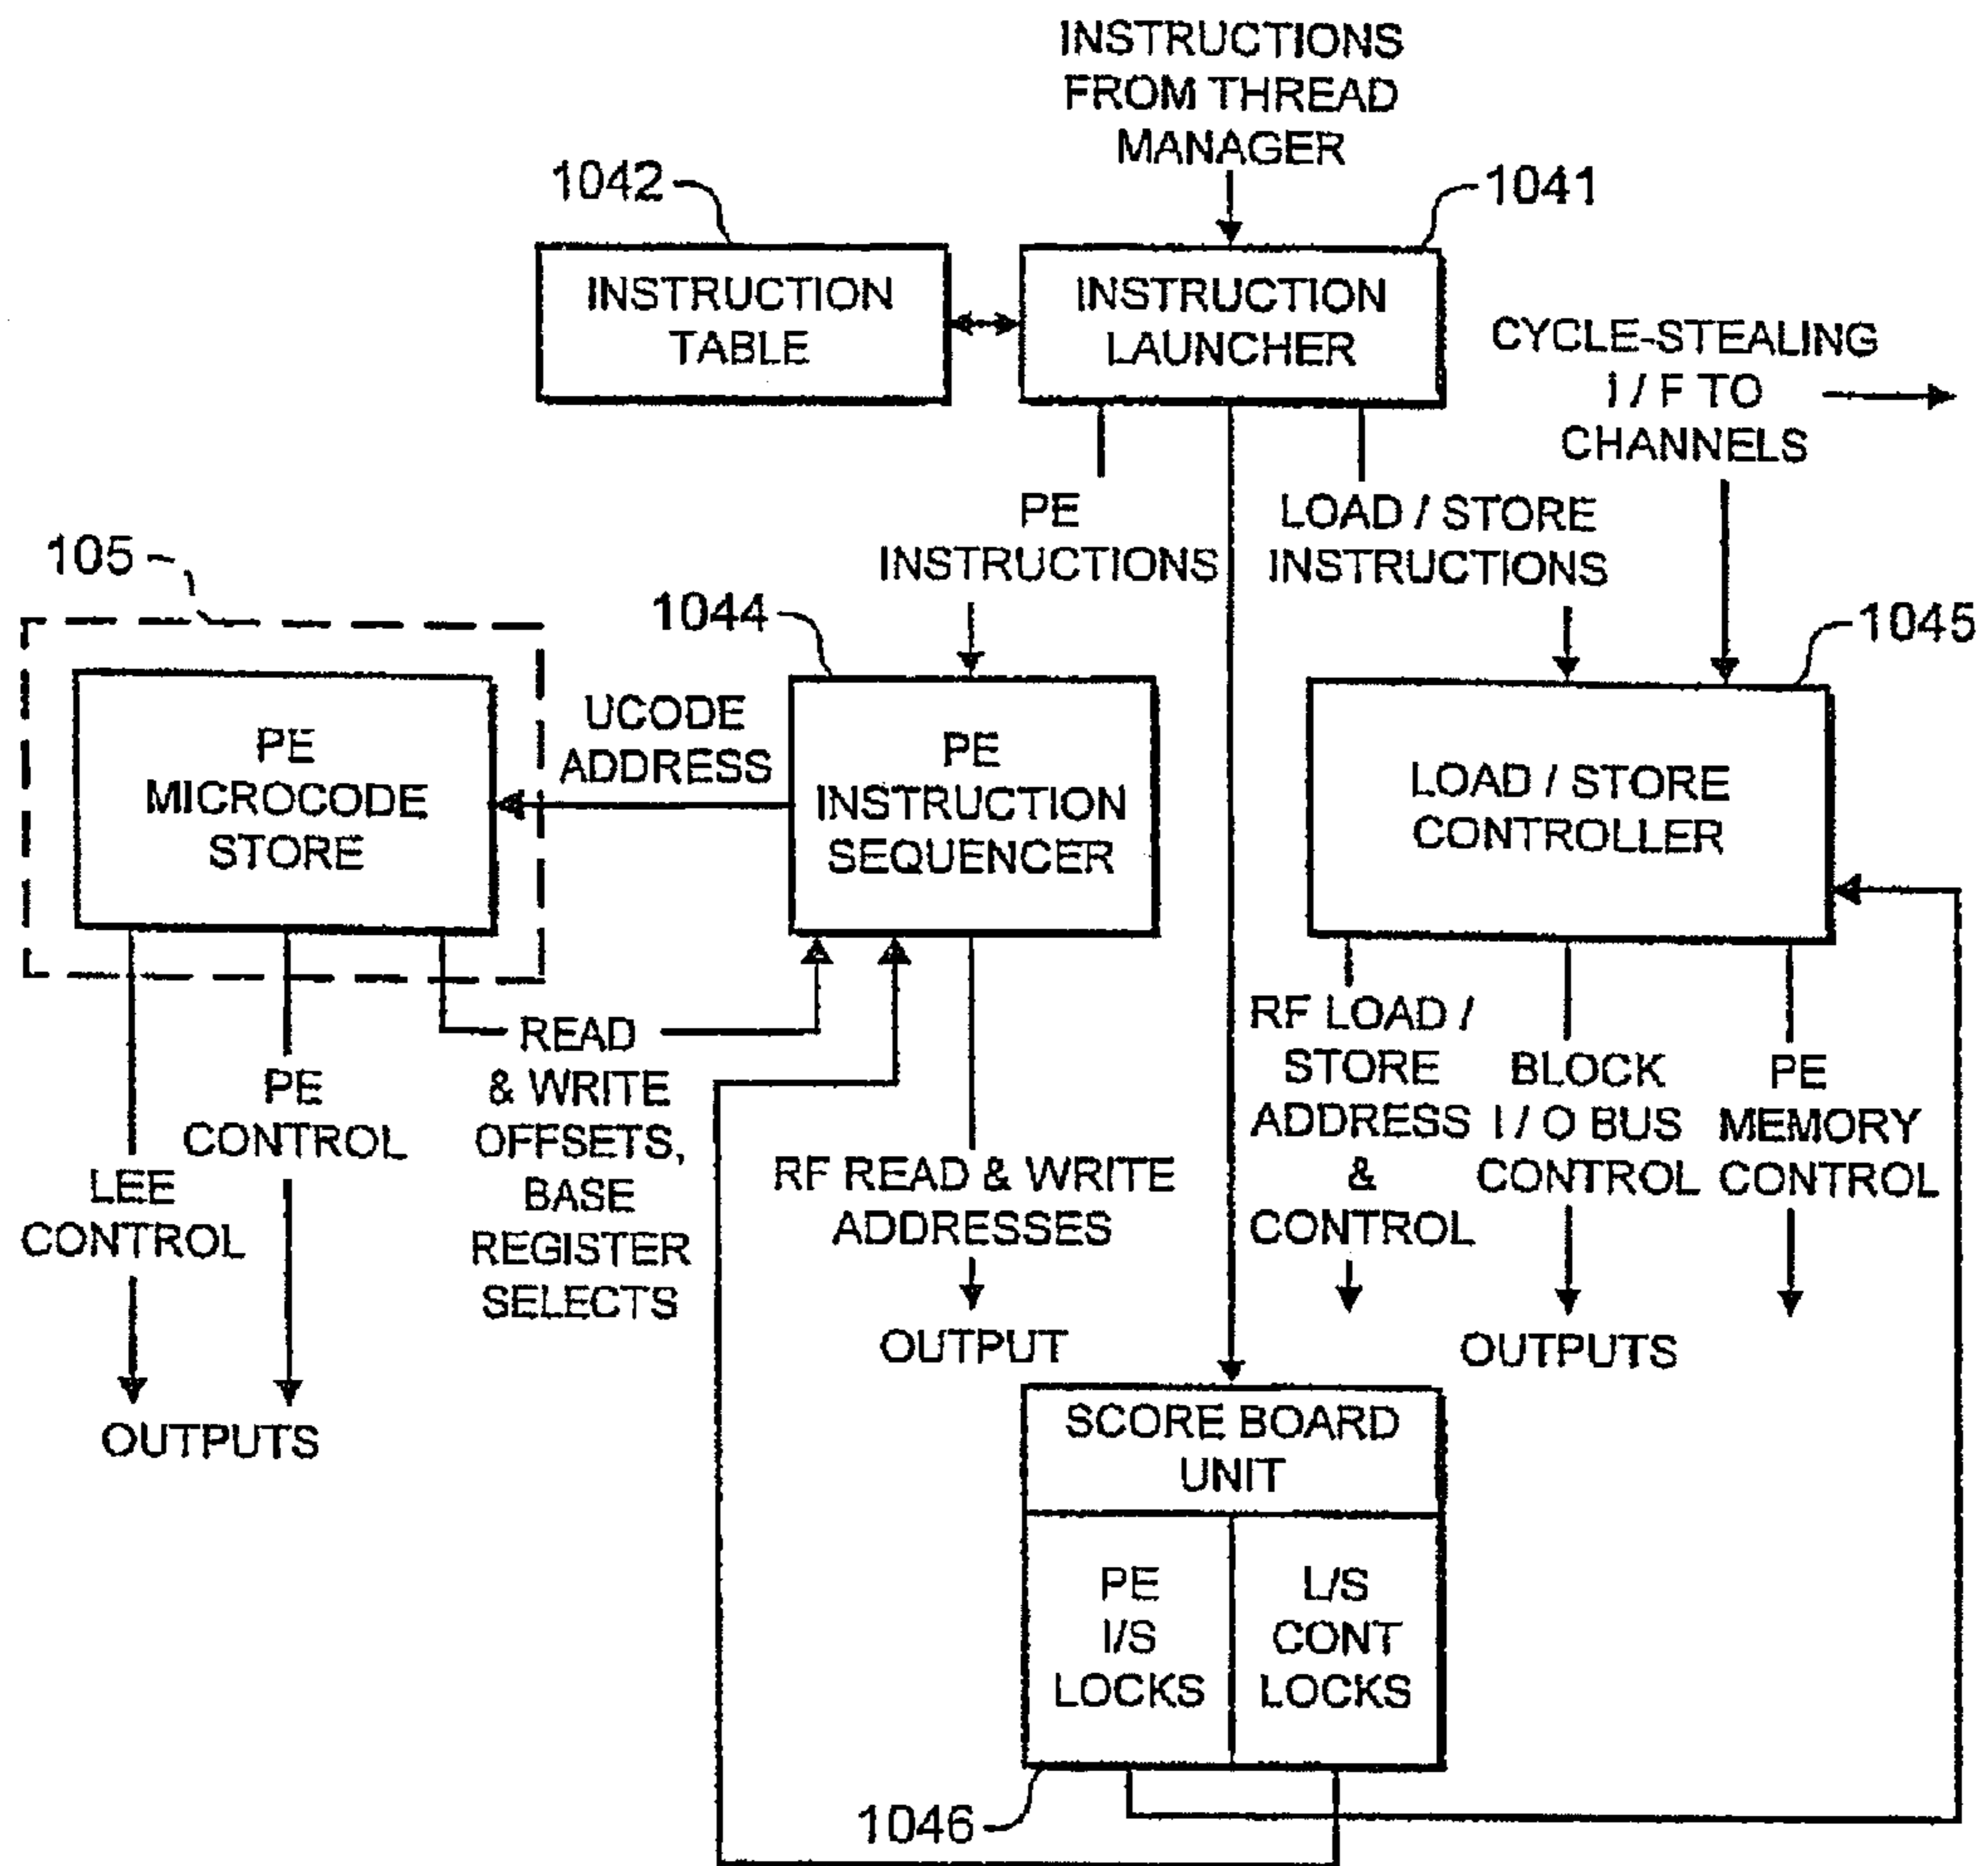 INSTRUCTIONS
FROM THREAD
MANAGER
1042
1041
INSTRUCTION
TABLE
INSTRUCTION
LAUNCHER
CYCLE-STEALING
I / F TO
CHANNELS
PE
INSTRUCTIONS
LOAD / STORE
INSTRUCTIONS
105
1044
1045
PE
MICROCODE
STORE
UCODE
ADDRESS
PE
INSTRUCTION
SEQUENCER
LOAD / STORE
CONTROLLER
LEE
CONTROL
PE
CONTROL
READ
& WRITE
OFFSETS,
BASE
REGISTER
SELECTS
RF READ & WRITE
ADDRESSES
RF LOAD /
STORE
ADDRESS
&
CONTROL
BLOCK
I / O BUS
CONTROL
PE
MEMORY
CONTROL
OUTPUTS
OUTPUT
OUTPUTS
SCORE BOARD
UNIT
PE
I/S
LOCKS
L/S
CONT
LOCKS
1046